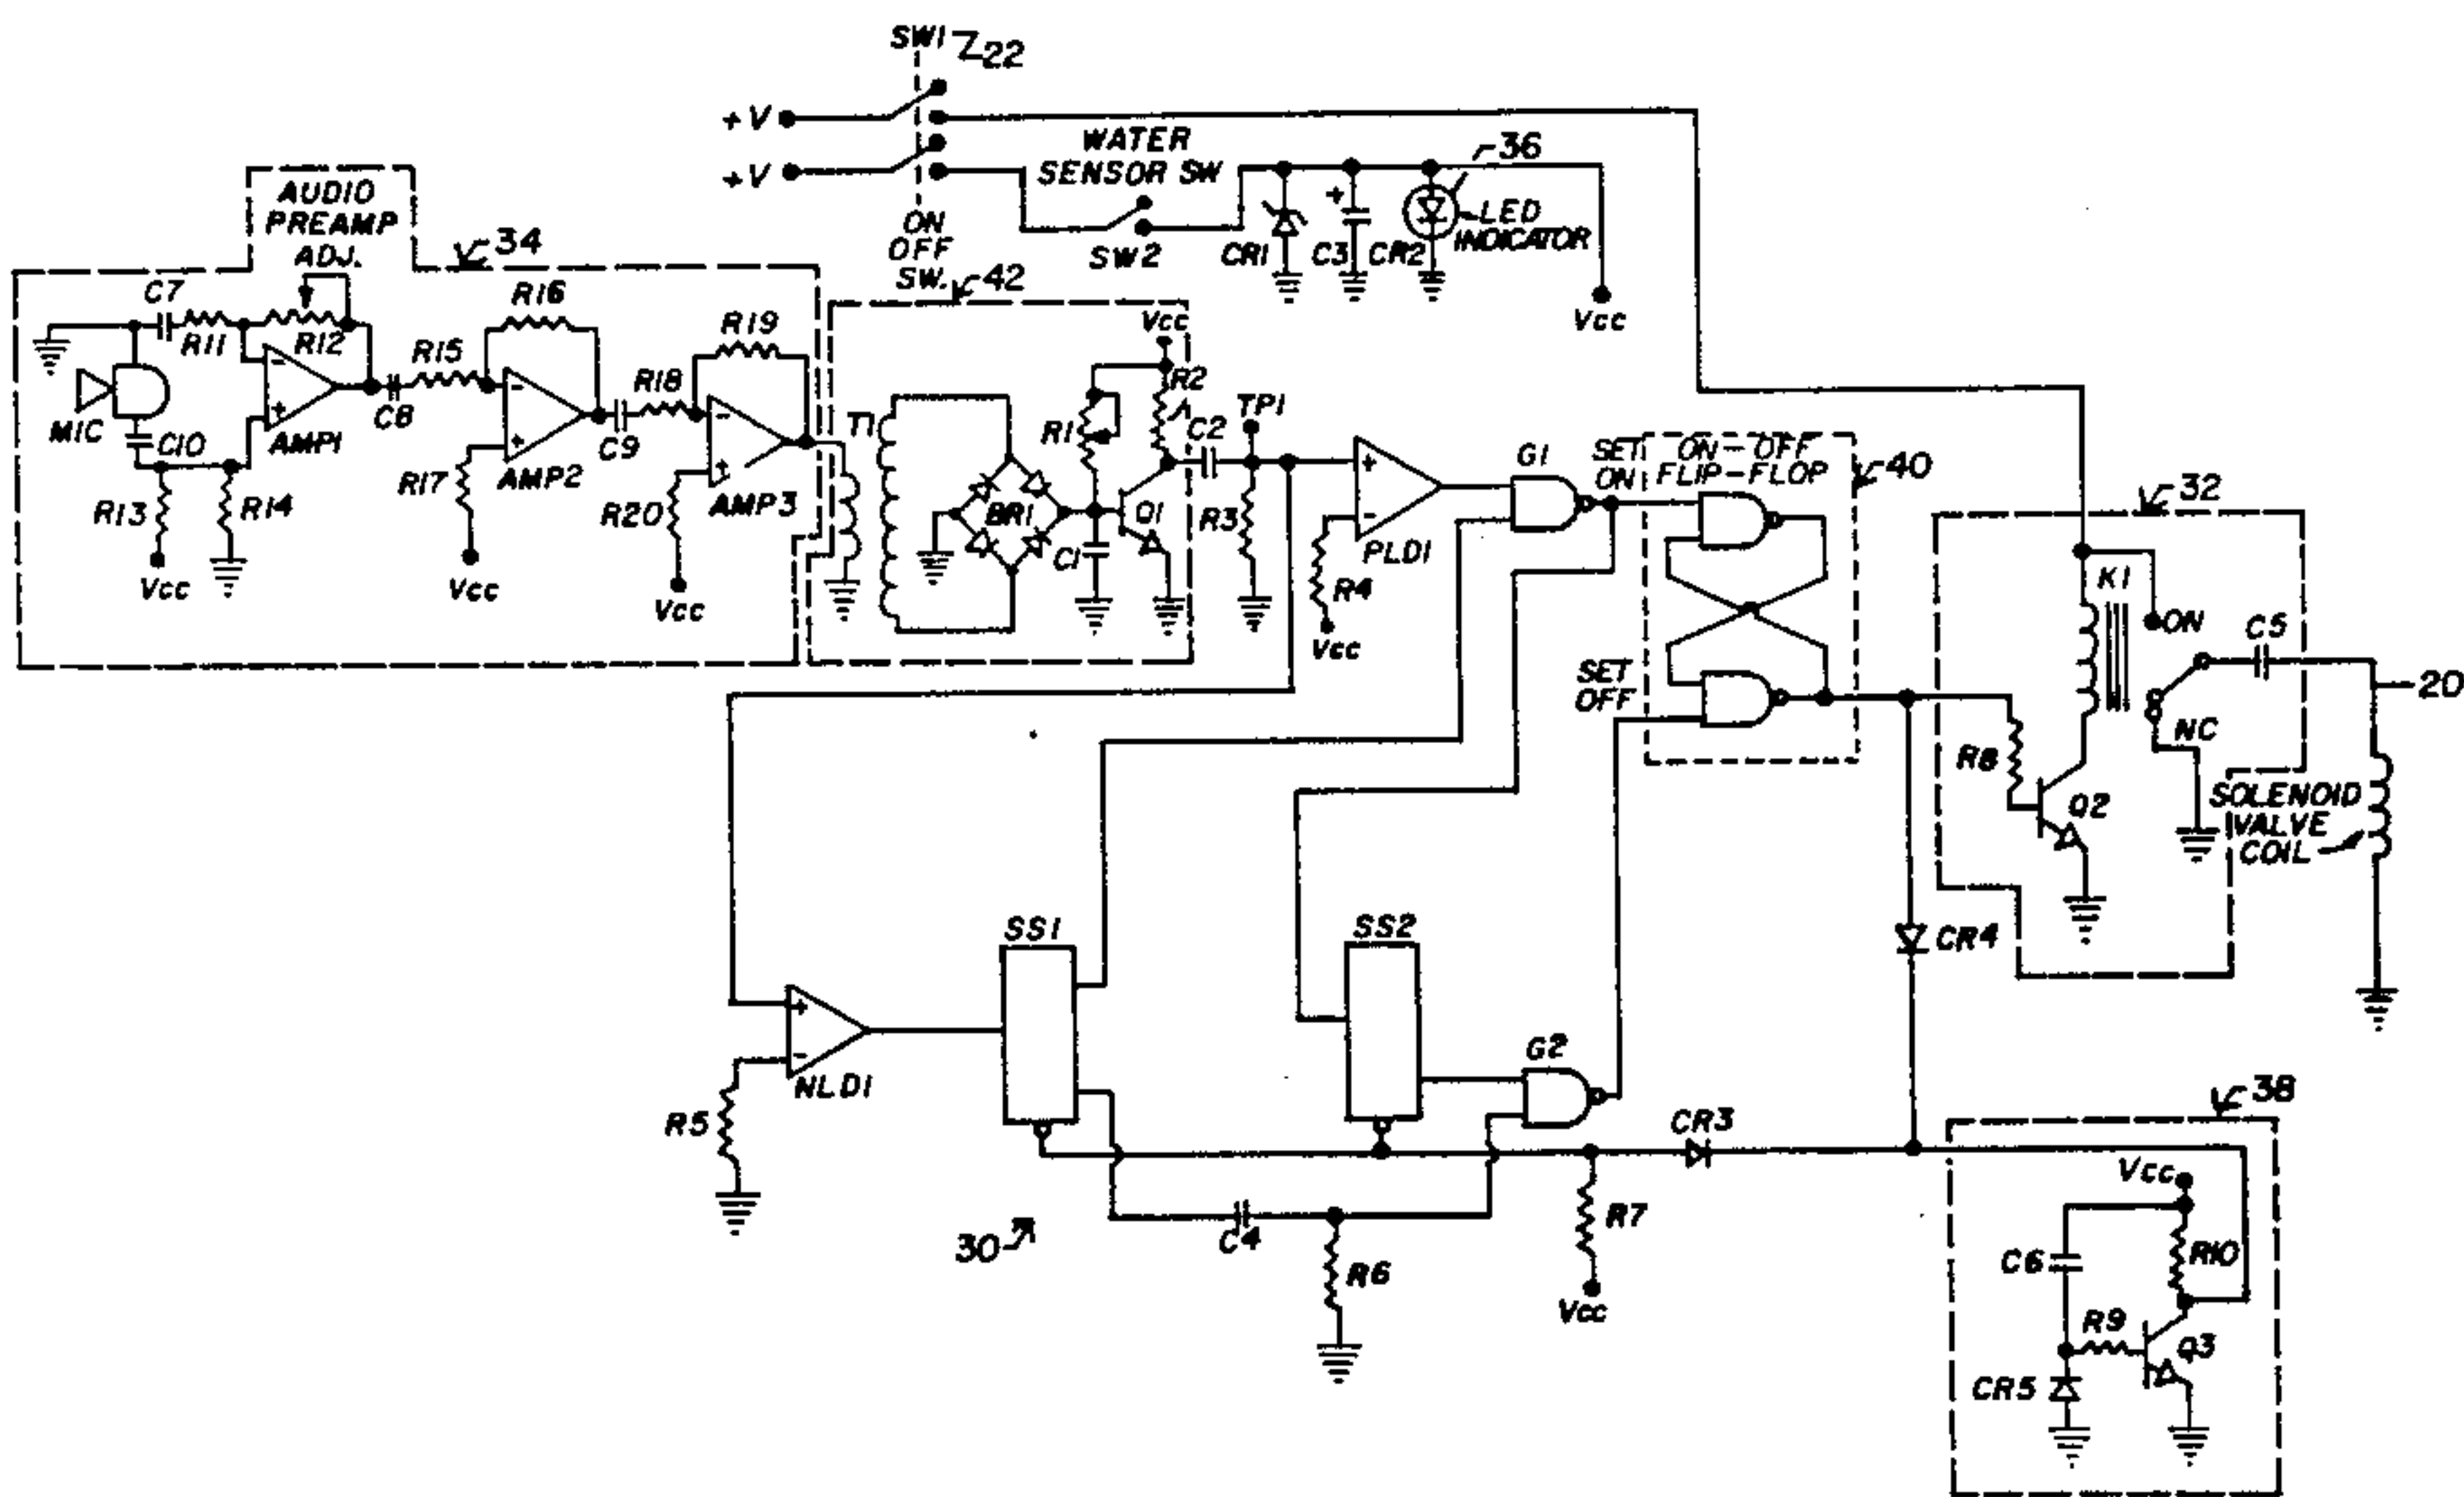 SW1
22
+V
+V
WATER
SENSOR SW
SW2
ON
OFF
SW.
36
LED
INDICATOR
CR1
C3
CR2
Vcc
AUDIO
PREAMP
ADJ.
34
C7
R11
R12
MIC
C10
R13
R14
Vcc
AMP1
C8
R15
R16
R17
Vcc
AMP2
C9
R18
R19
R20
Vcc
AMP3
42
T1
BR1
R1
Vcc
R2
C1
Q1
C2
TP1
R3
R4
Vcc
PLD1
G1
SET
ON
ON-OFF
FLIP-FLOP
40
SET
OFF
32
K1
ON
NC
C5
20
R8
Q2
SOLENOID
VALVE
COIL
CR4
NLD1
R5
SS1
SS2
G2
CR3
30
C4
R6
R7
Vcc
38
Vcc
C6
R10
R9
Q3
CR5